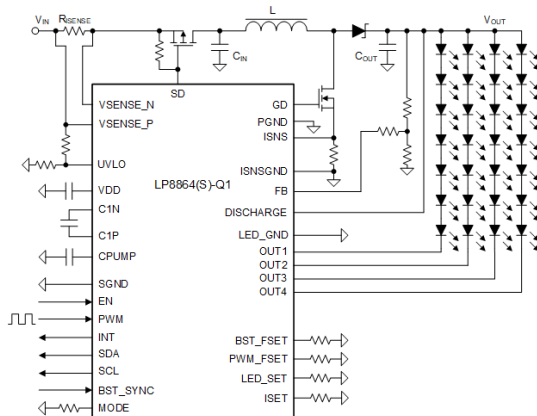 L
VIN
RISENSE
VOUT
CIN
COUT
SD
VSENSE_N
GD
VSENSE_P
PGND
ISNS
UVLO
ISNSGND
LP8864(S)-Q1
VDD
FB
C1N
DISCHARGE
C1P
LED_GND
CPUMP
OUT1
OUT2
SGND
OUT3
EN
OUT4
PWM
INT
BST_FSET
SDA
PWM_FSET
SCL
LED_SET
BST_SYNC
ISET
MODE